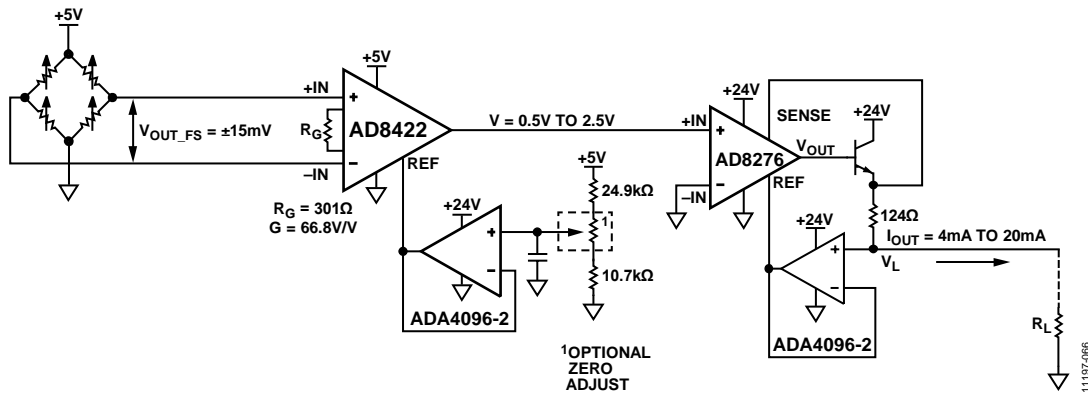 +5V
V_OUT_FS = ±15mV
+IN
–IN
+5V
R_G
AD8422
REF
R_G = 301Ω
G = 66.8V/V
+24V
ADA4096-2
V = 0.5V TO 2.5V
+5V
24.9kΩ
1
10.7kΩ
¹OPTIONAL
ZERO
ADJUST
+IN
–IN
+24V
AD8276
REF
SENSE
V_OUT
+24V
124Ω
I_OUT = 4mA TO 20mA
V_L
+24V
ADA4096-2
R_L
11197-066